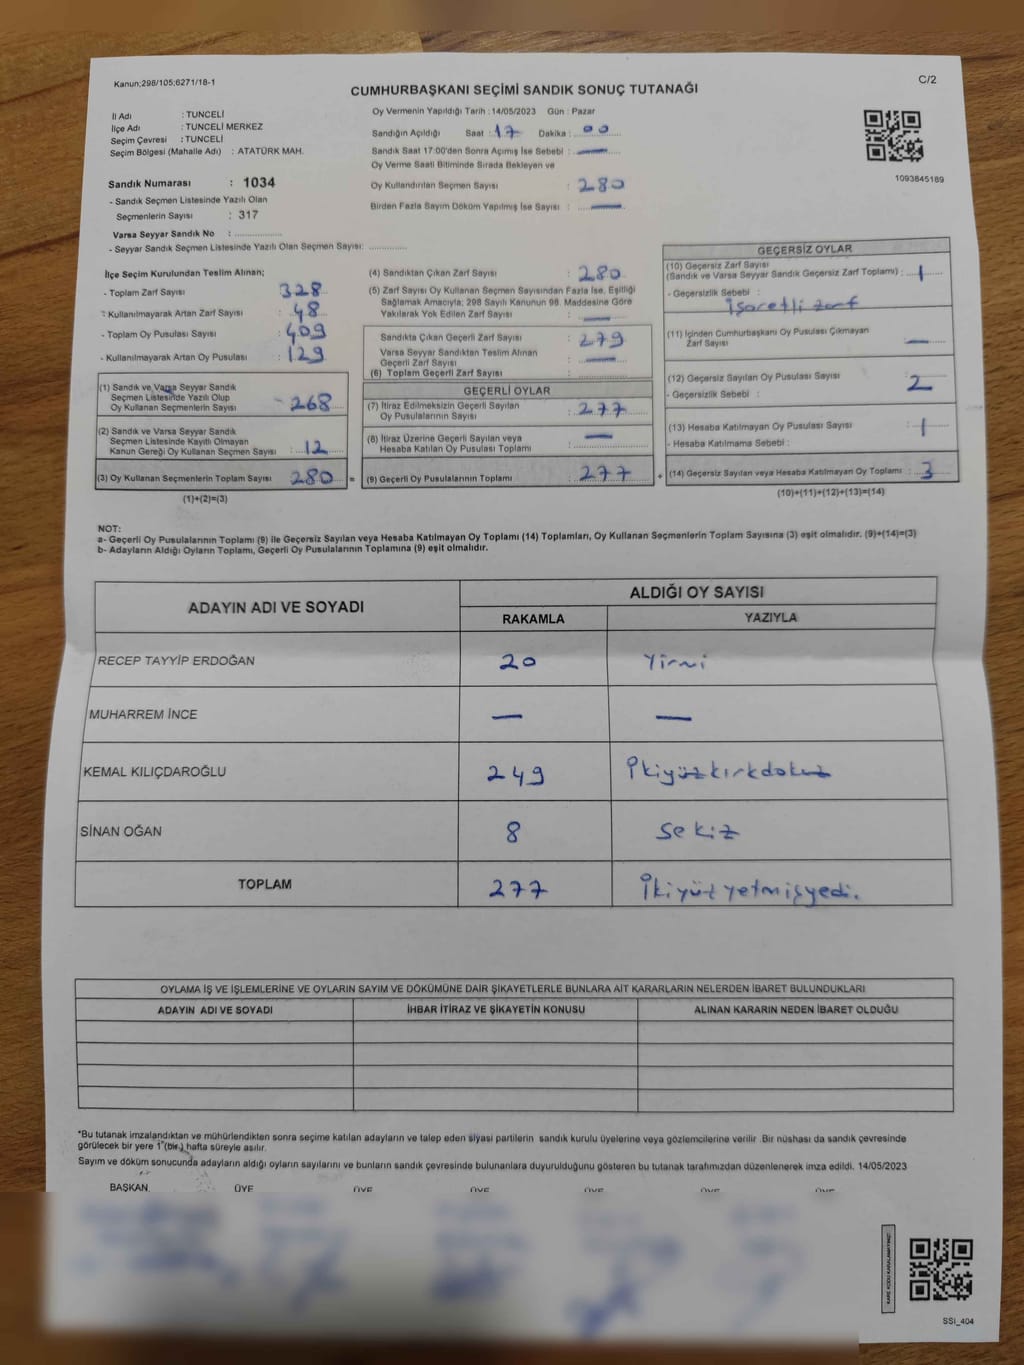 Kanun;298/105;6271/18-1
C/2
CUMHURBAŞKANI SEÇİMİ SANDIK SONUÇ TUTANAĞI
İl Adı : TUNCELİ
İlçe Adı : TUNCELİ MERKEZ
Seçim Çevresi : TUNCELİ
Seçim Bölgesi (Mahalle Adı) : ATATÜRK MAH.
Sandık Numarası : 1034
- Sandık Listesinde Yazılı Olan
Seçmenlerin Sayısı : 317
Varsa Seyyar Sandık No :
- Seyyar Sandık Seçmen Listesinde Yazılı Olan Seçmen Sayısı:
Oy Vermenin Yapıldığı Tarih : 14/05/2023 Gün : Pazar
Sandığın Açıldığı Saat : 17 Dakika : 00
Sandık Saat 17:00'den Sonra Açımış İse Sebebi : —
Oy Verme Saati Bitiminde Sırada Bekleyen ve
Oy Kullandırılan Seçmen Sayısı : 280
Birden Fazla Sayım Döküm Yapılmış İse Sayısı : —
1093845189
İlçe Seçim Kurulundan Teslim Alınan;
- Toplam Zarf Sayısı : 328
- Kullanılmayarak Artan Zarf Sayısı : 48
- Toplam Oy Pusulası Sayısı : 409
- Kullanılmayarak Artan Oy Pusulası : 129
(1) Sandık ve Varsa Seyyar Sandık
Seçmen Listesinde Yazılı Olup
Oy Kullanan Seçmenlerin Sayısı : 268
(2) Sandık ve Varsa Seyyar Sandık
Seçmen Listesinde Kayıtlı Olmayan
Kanun Gereği Oy Kullanan Seçmen Sayısı : 12
(3) Oy Kullanan Seçmenlerin Toplam Sayısı 280 =
(1)+(2)=(3)
(4) Sandıktan Çıkan Zarf Sayısı : 280
(5) Zarf Sayısı Oy Kullanan Seçmen Sayısından Fazla İse, Eşitliği
Sağlamak Amacıyla; 298 Sayılı Kanunun 98. Maddesine Göre
Yakılarak Yok Edilen Zarf Sayısı : —
Sandıkta Çıkan Geçerli Zarf Sayısı : 279
Varsa Seyyar Sandıktan Teslim Alınan
Geçerli Zarf Sayısı : —
(6) Toplam Geçerli Zarf Sayısı :
GEÇERLİ OYLAR
(7) İtiraz Edilmeksizin Geçerli Sayılan
Oy Pusulalarının Sayısı : 277
(8) İtiraz Üzerine Geçerli Sayılan veya
Hesaba Katılan Oy Pusulası Toplamı : —
(9) Geçerli Oy Pusulalarının Toplamı : 277 +
GEÇERSİZ OYLAR
(10) Geçersiz Zarf Sayısı
(Sandık ve Varsa Seyyar Sandık Geçersiz Zarf Toplamı) : 1
- Geçersizlik Sebebi :
İşaretli zarf
(11) İçinden Cumhurbaşkanı Oy Pusulası Çıkmayan
Zarf Sayısı : —
(12) Geçersiz Sayılan Oy Pusulası Sayısı : 2
- Geçersizlik Sebebi :
(13) Hesaba Katılmayan Oy Pusulası Sayısı : 1
- Hesaba Katılmama Sebebi :
(14) Geçersiz Sayılan veya Hesaba Katılmayan Oy Toplamı : 3
(10)+(11)+(12)+(13)=(14)
NOT:
a- Geçerli Oy Pusulalarının Toplamı (9) ile Geçersiz Sayılan veya Hesaba Katılmayan Oy Toplamı (14) Toplamları, Oy Kullanan Seçmenlerin Toplam Sayısına (3) eşit olmalıdır. (9)+(14)=(3)
b- Adayların Aldığı Oyların Toplamı, Geçerli Oy Pusulalarının Toplamına (9) eşit olmalıdır.
ADAYIN ADI VE SOYADI
ALDIĞI OY SAYISI
RAKAMLA YAZIYLA
RECEP TAYYİP ERDOĞAN 20 Yirmi
MUHARREM İNCE — —
KEMAL KILIÇDAROĞLU 249 İkiyüzkırkdokuz
SİNAN OĞAN 8 Sekiz
TOPLAM 277 İkiyüz yetmişyedi.
OYLAMA İŞ VE İŞLEMLERİNE VE OYLARIN SAYIM VE DÖKÜMÜNE DAİR ŞİKAYETLERLE BUNLARA AİT KARARLARIN NELERDEN İBARET BULUNDUKLARI
ADAYIN ADI VE SOYADI İHBAR İTİRAZ VE ŞİKAYETİN KONUSU ALINAN KARARIN NEDEN İBARET OLDUĞU
*Bu tutanak imzalandıktan ve mühürlendikten sonra seçime katılan adayların ve talep eden siyasi partilerin sandık kurulu üyelerine veya gözlemcilerine verilir. Bir nüshası da sandık çevresinde
görülecek bir yere 1 (bir) hafta süreyle asılır.
Sayım ve döküm sonucunda adayların aldığı oyların sayılarını ve bunların sandık çevresinde bulunanlara duyurulduğunu gösteren bu tutanak tarafımızdan düzenlenerek imza edildi. 14/05/2023
BAŞKAN ÜYE ÜYE ÜYE ÜYE ÜYE ÜYE
KARE KODU KARALAMAYINIZ!
SSI_404